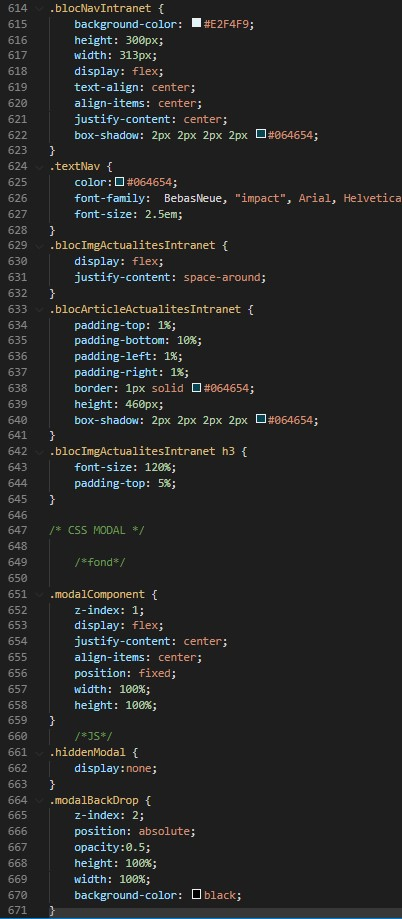 614 .blocNavIntranet {
615 background-color: #E2F4F9;
616 height: 300px;
617 width: 313px;
618 display: flex;
619 text-align: center;
620 align-items: center;
621 justify-content: center;
622 box-shadow: 2px 2px 2px 2px #064654;
623 }
624 .textNav {
625 color: #064654;
626 font-family:  BebasNeue, "impact", Arial, Helvetica
627 font-size: 2.5em;
628 }
629 .blocImgActualitesIntranet {
630 display: flex;
631 justify-content: space-around;
632 }
633 .blocArticleActualitesIntranet {
634 padding-top: 1%;
635 padding-bottom: 10%;
636 padding-left: 1%;
637 padding-right: 1%;
638 border: 1px solid #064654;
639 height: 460px;
640 box-shadow: 2px 2px 2px 2px #064654;
641 }
642 .blocImgActualitesIntranet h3 {
643 font-size: 120%;
644 padding-top: 5%;
645 }
646
647 /* CSS MODAL */
648
649 /*fond*/
650
651 .modalComponent {
652 z-index: 1;
653 display: flex;
654 justify-content: center;
655 align-items: center;
656 position: fixed;
657 width: 100%;
658 height: 100%;
659 }
660 /*JS*/
661 .hiddenModal {
662 display:none;
663 }
664 .modalBackDrop {
665 z-index: 2;
666 position: absolute;
667 opacity:0.5;
668 height: 100%;
669 width: 100%;
670 background-color: black;
671 }